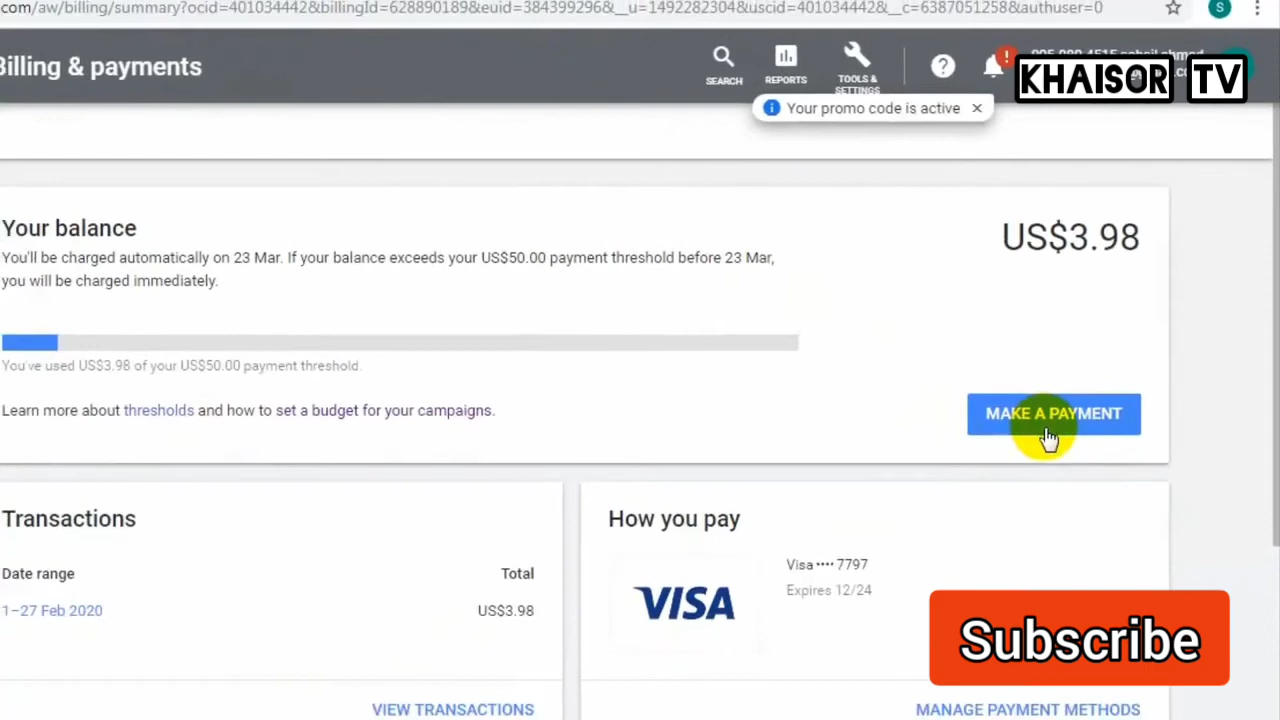 com/aw/billing/summary?ocid=401034442&billingId=628890189&euid=384399296&__u=1492282304&uscid=401034442&__c=6387051258&authuser=0
S
Billing & payments
SEARCH
REPORTS
TOOLS &
SETTINGS
?
!
KHAISOR TV
Your promo code is active
Your balance
US$3.98
You'll be charged automatically on 23 Mar. If your balance exceeds your US$50.00 payment threshold before 23 Mar,
you will be charged immediately.
You've used US$3.98 of your US$50.00 payment threshold.
Learn more about thresholds and how to set a budget for your campaigns.
MAKE A PAYMENT
Transactions
Date range Total
1–27 Feb 2020 US$3.98
VIEW TRANSACTIONS
How you pay
VISA
Visa •••• 7797
Expires 12/24
Subscribe
MANAGE PAYMENT METHODS